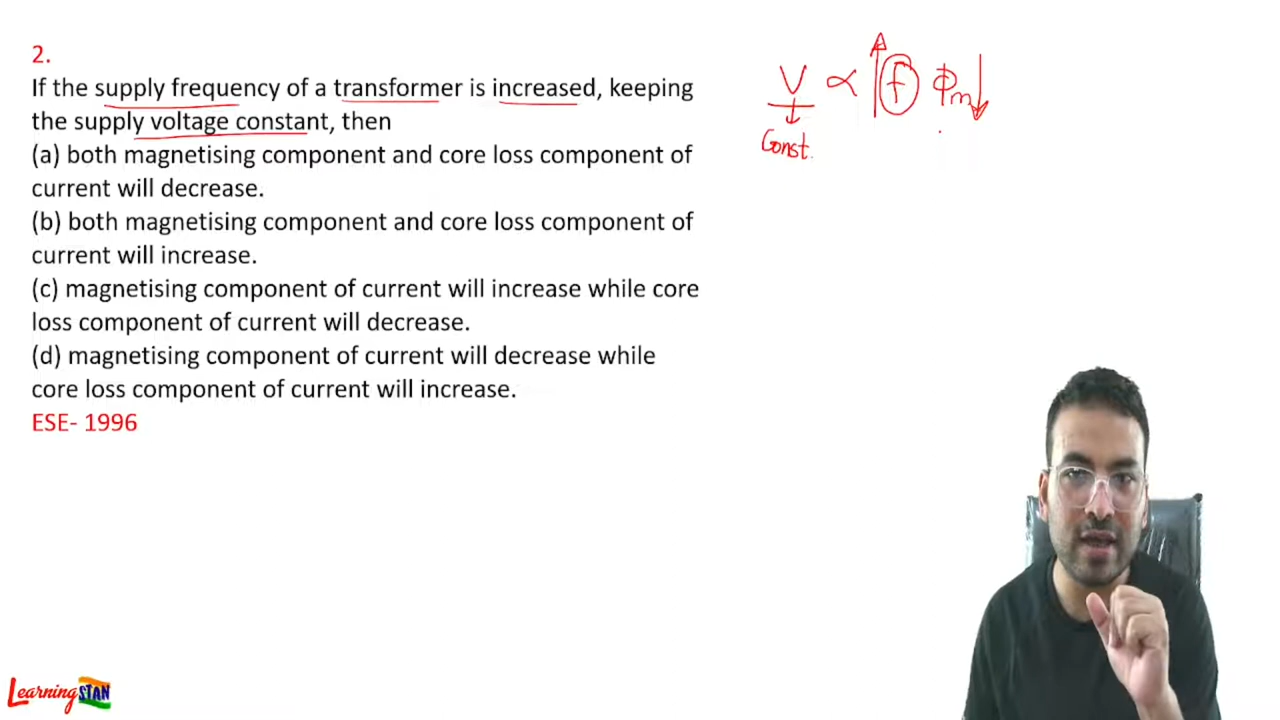 2.
If the supply frequency of a transformer is increased, keeping
the supply voltage constant, then
(a) both magnetising component and core loss component of
current will decrease.
(b) both magnetising component and core loss component of
current will increase.
(c) magnetising component of current will increase while core
loss component of current will decrease.
(d) magnetising component of current will decrease while
core loss component of current will increase.
ESE- 1996
V ∝ ↑ f ϕm ↓
↓
Const.
Learning STAN